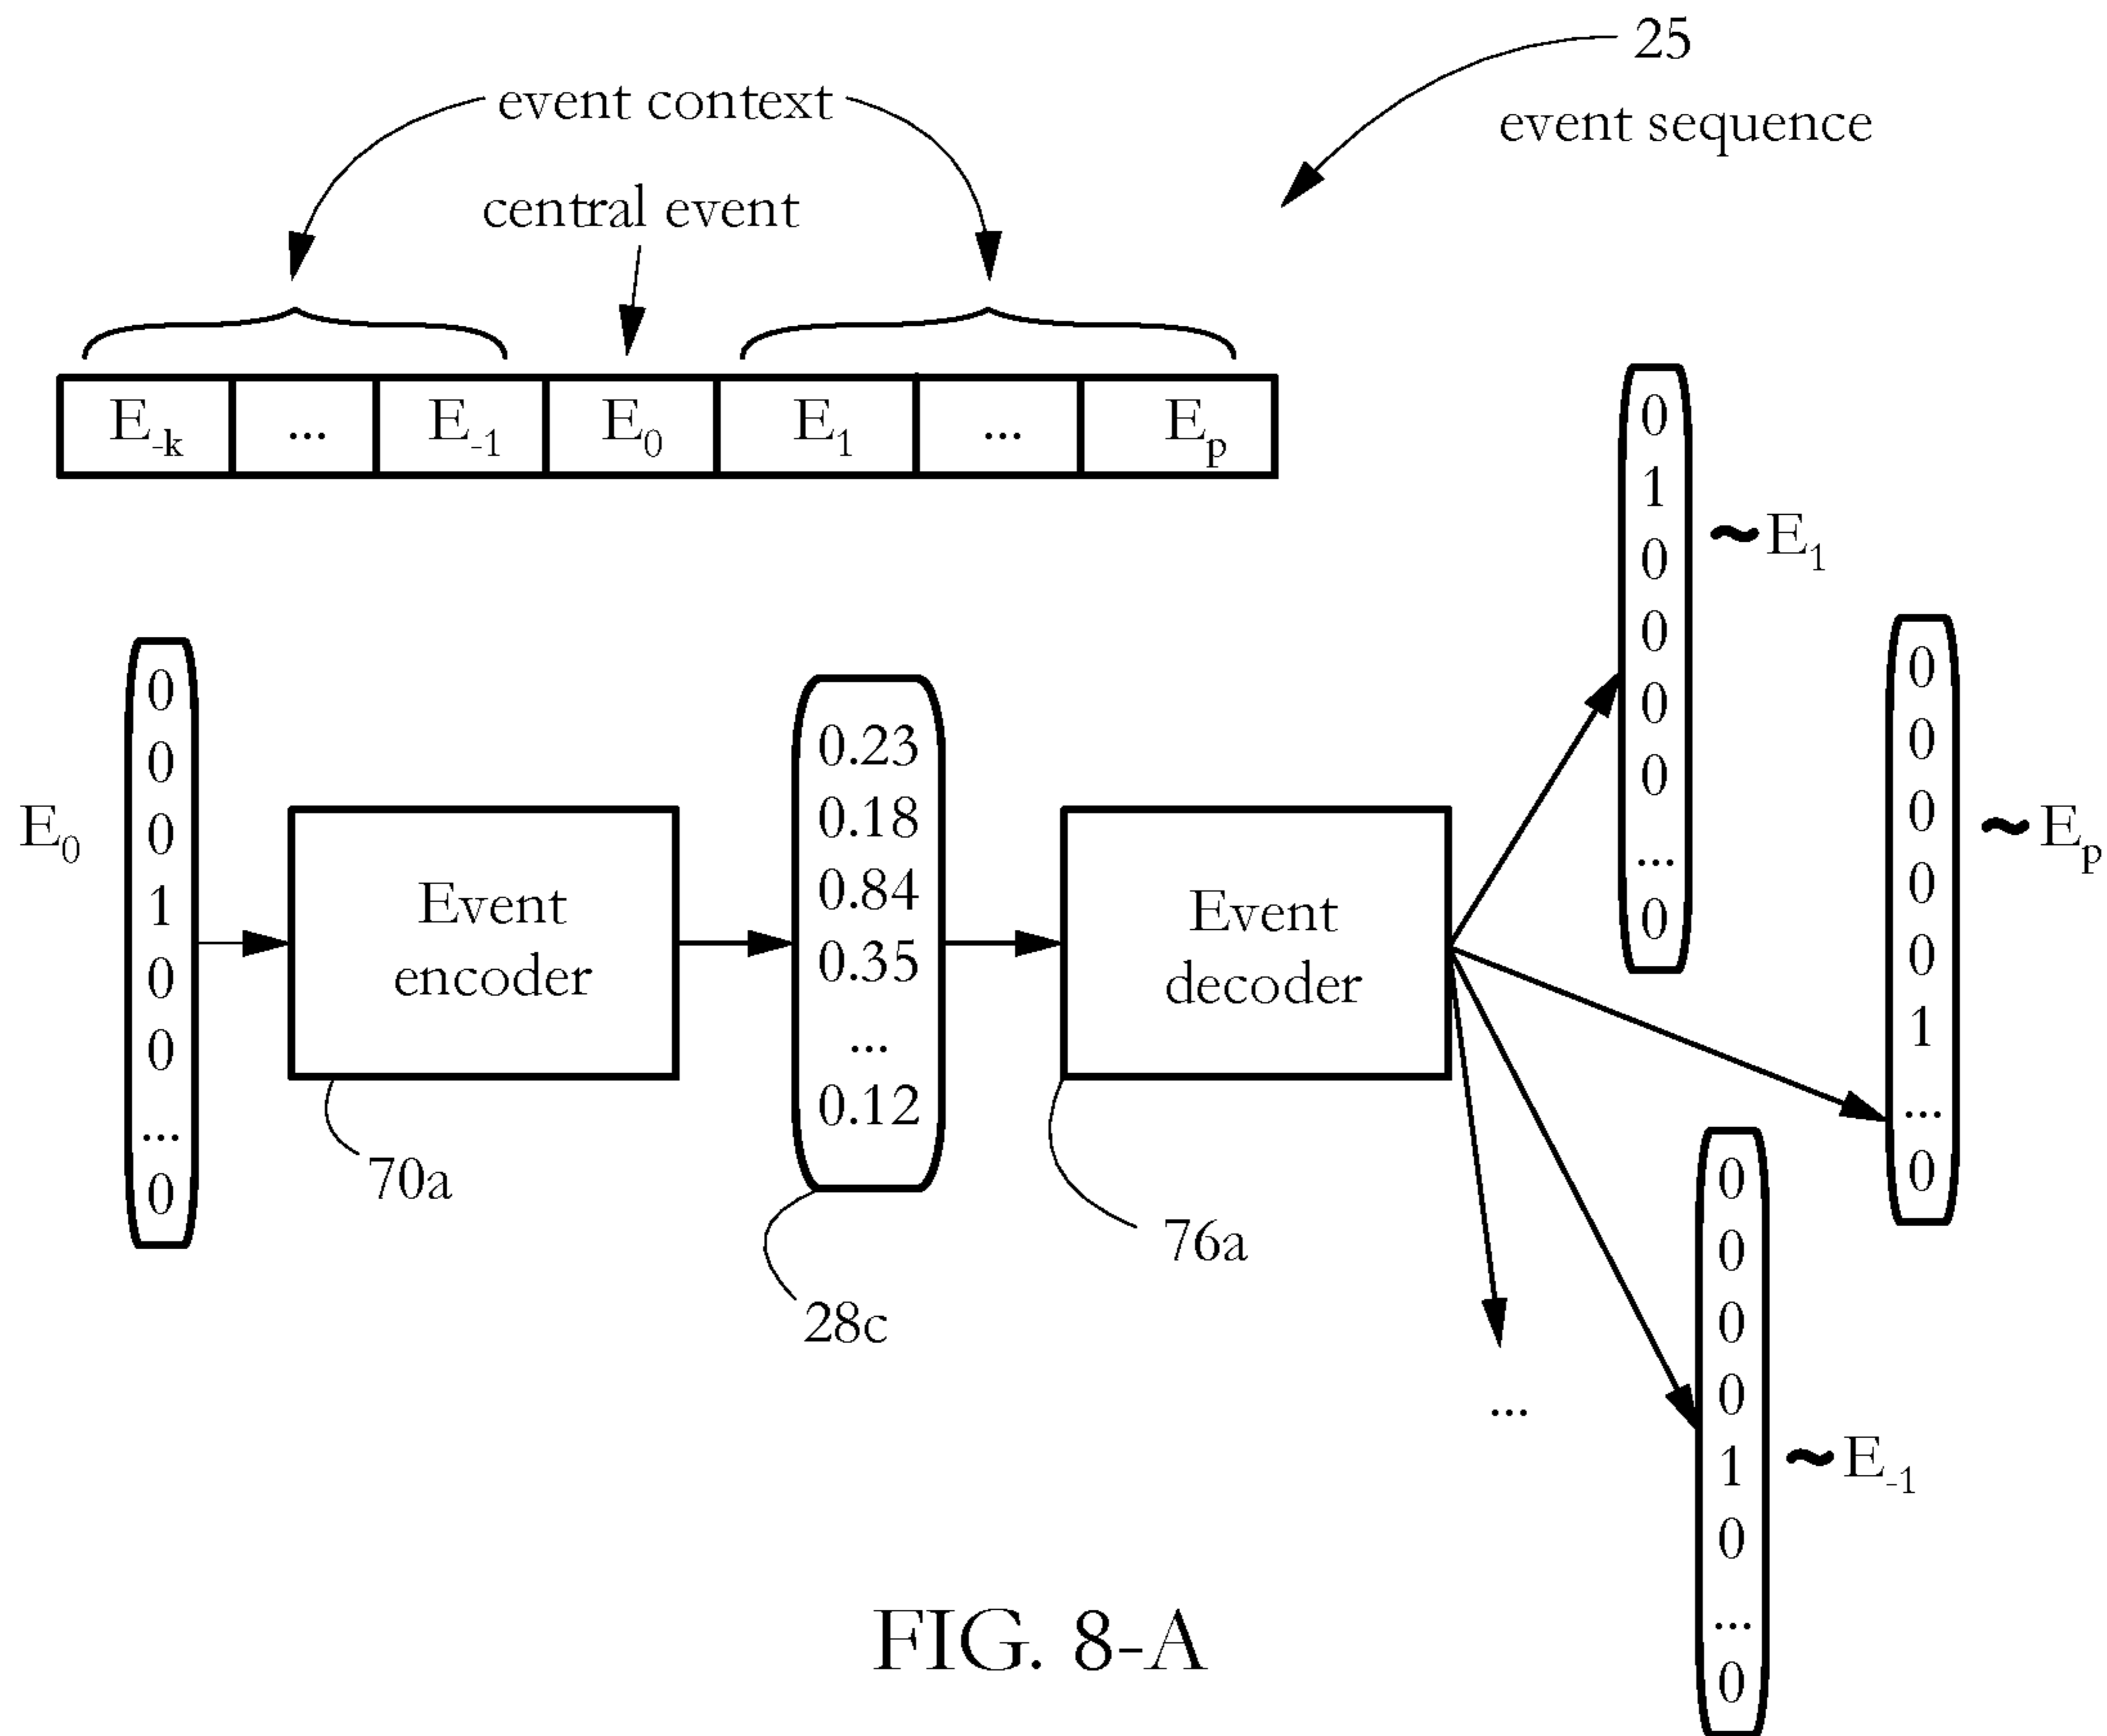 25
event sequence
event context
central event
E-k ... E-1 E0 E1 ... Ep
E0
0
0
0
1
0
0
...
0
Event
encoder
70a
0.23
0.18
0.84
0.35
...
0.12
28c
Event
decoder
76a
0
1
0
0
0
0
...
0
~E1
0
0
0
0
0
1
...
0
~Ep
...
0
0
0
0
1
0
...
0
~E-1
FIG. 8-A